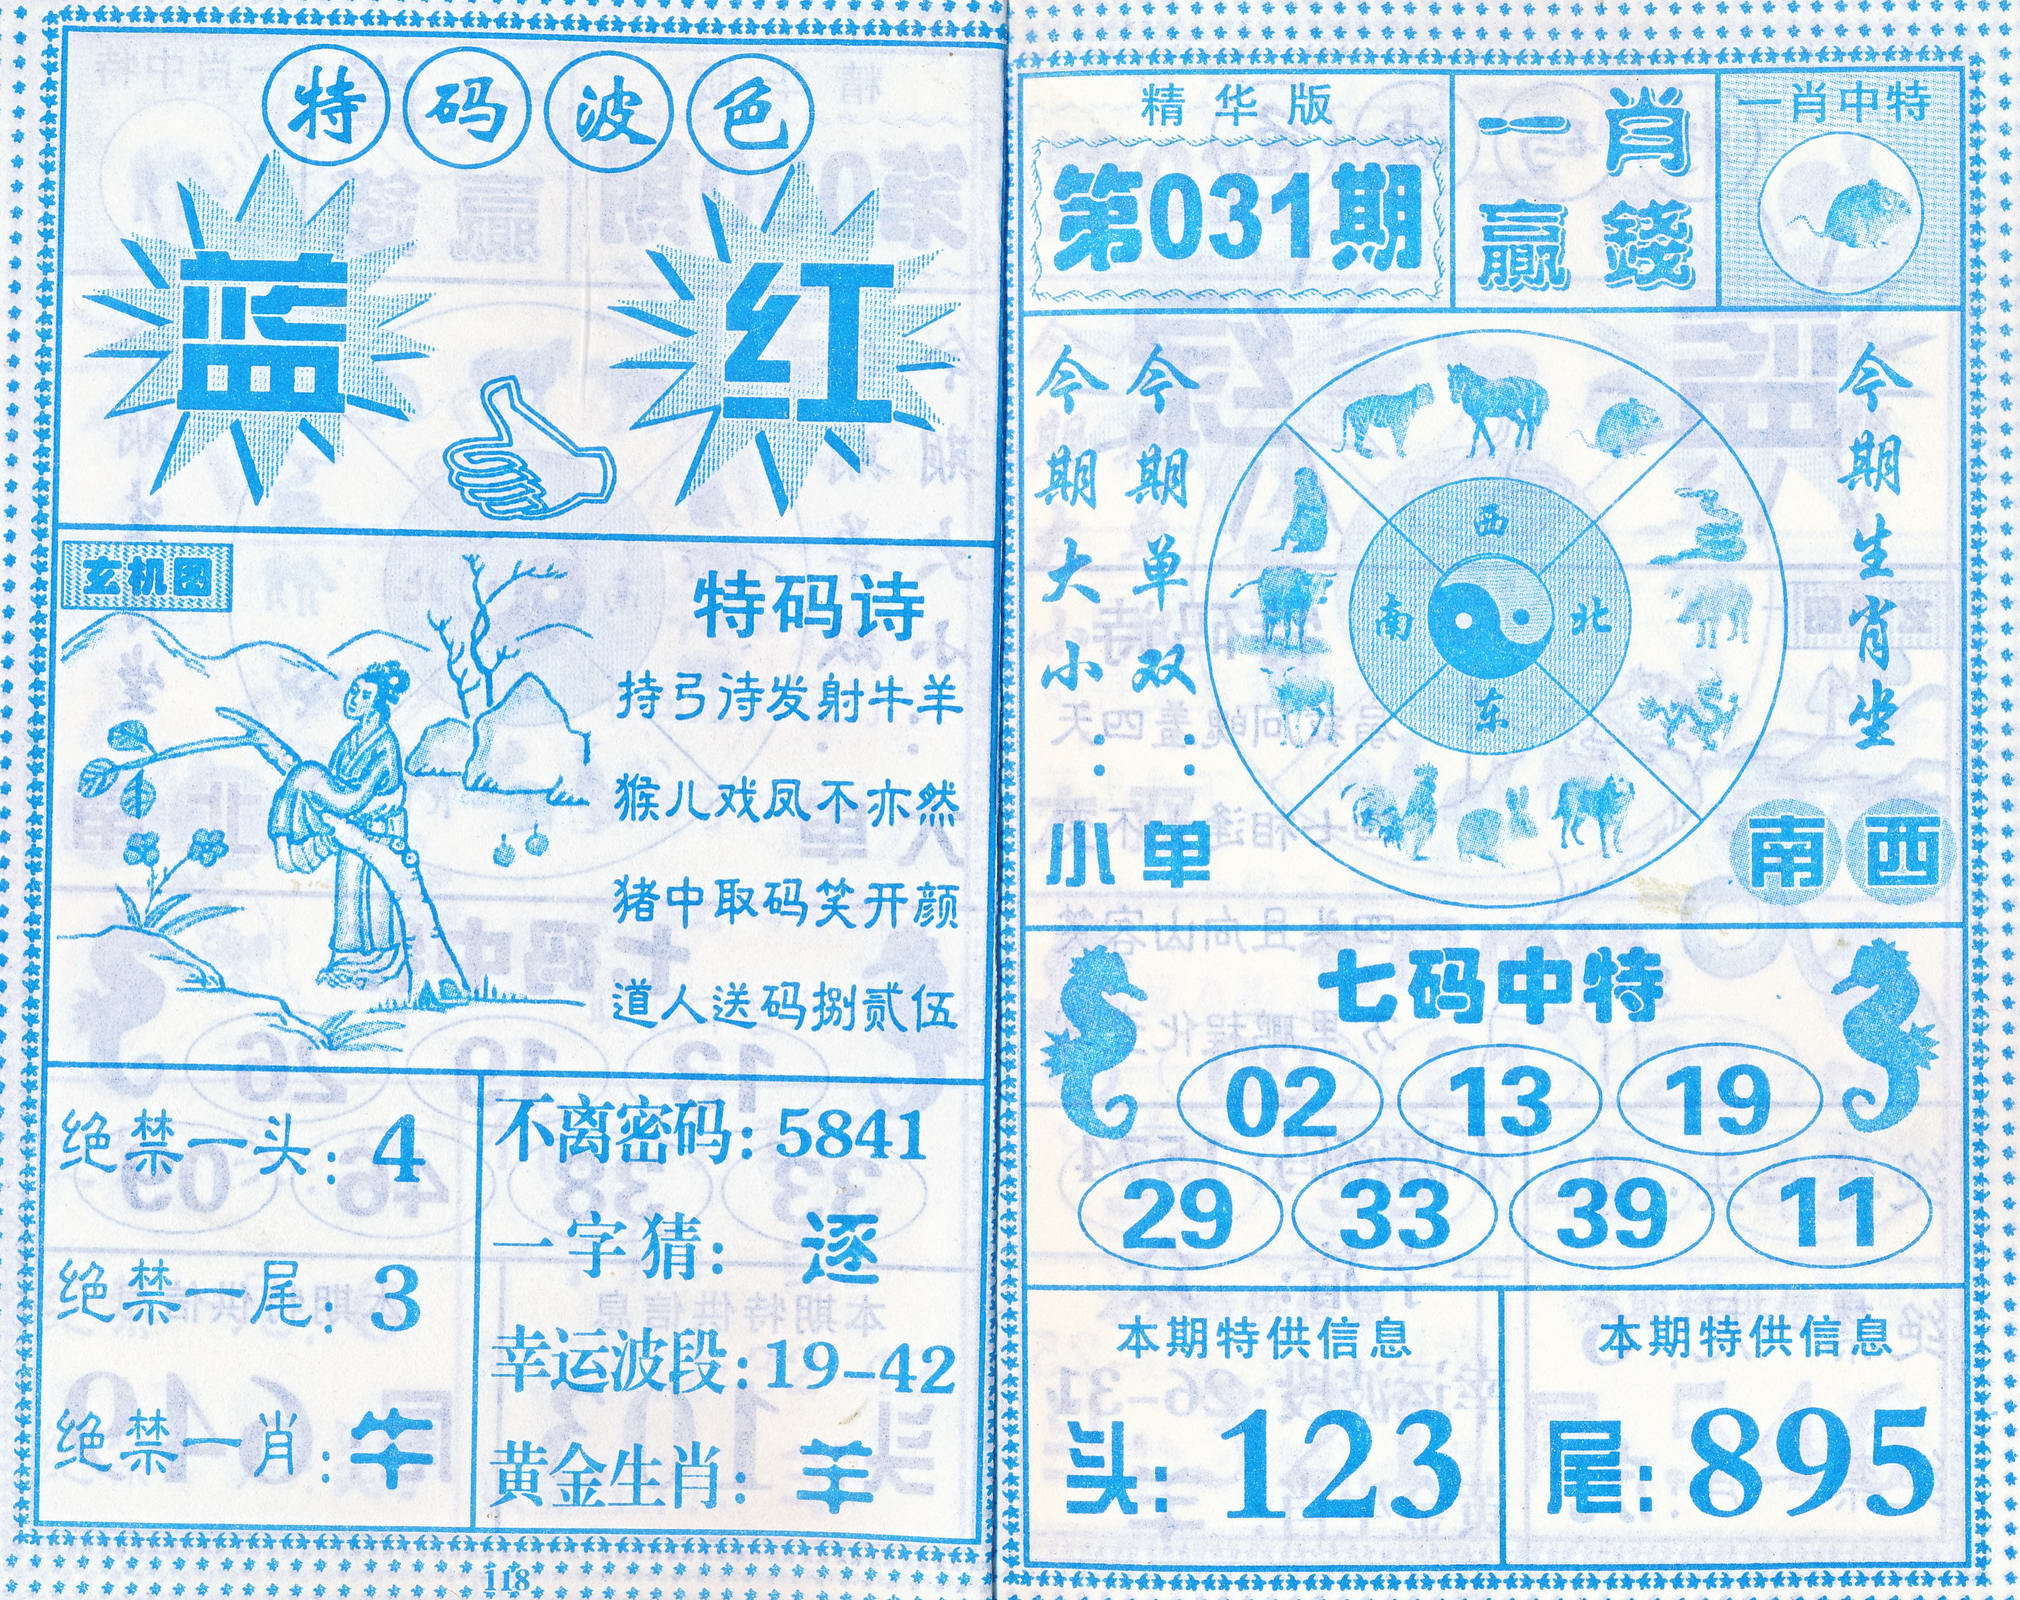 特码波色
蓝 红
玄机图
特码诗
持弓诗发射牛羊
猴儿戏凤不亦然
猪中取码笑开颜
道人送码捌贰伍
绝禁一头：4
绝禁一尾：3
绝禁一肖：牛
不离密码：5841
一字猜：逐
幸运波段：19-42
黄金生肖：羊
118
精华版
第031期
一肖
赢錢
一肖中特
今期大小：小
今期单双：单
西
南
北
东
今期生肖坐
南西
七码中特
02 13 19
29 33 39 11
本期特供信息
头：123
本期特供信息
尾：895